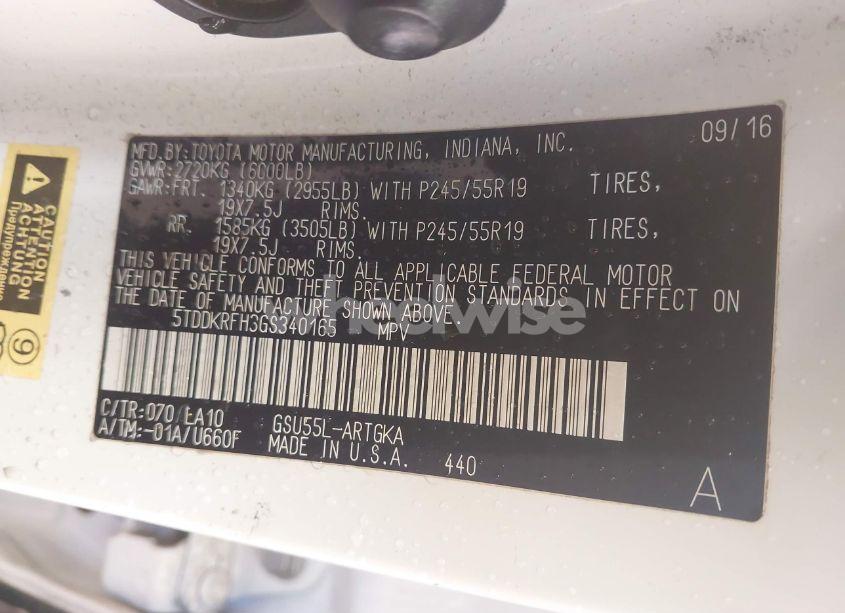 09/16
MFD.BY:TOYOTA MOTOR MANUFACTURING, INDIANA, INC.
GVWR:2720KG (6000LB)
GAWR:FRT. 1340KG (2955LB) WITH P245/55R19 TIRES,
19X7.5J RIMS.
RR. 1585KG (3505LB) WITH P245/55R19 TIRES,
19X7.5J RIMS.
THIS VEHICLE CONFORMS TO ALL APPLICABLE FEDERAL MOTOR
VEHICLE SAFETY AND THEFT PREVENTION STANDARDS IN EFFECT ON
THE DATE OF MANUFACTURE SHOWN ABOVE.
5TDDKRFH3GS340165 MPV
C/TR:070/LA10 GSU55L-ARTGKA
A/TM:-01A/U660F MADE IN U.S.A. 440
A
CAUTION
ATTENTION
ACHTUNG
Предупреждение
9
heelwise